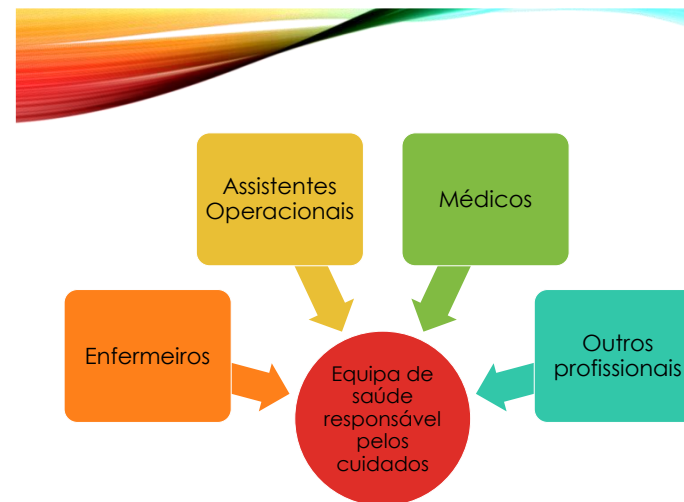 Assistentes
Operacionais
Médicos
Enfermeiros
Outros
profissionais
Equipa de
saúde
responsável
pelos
cuidados